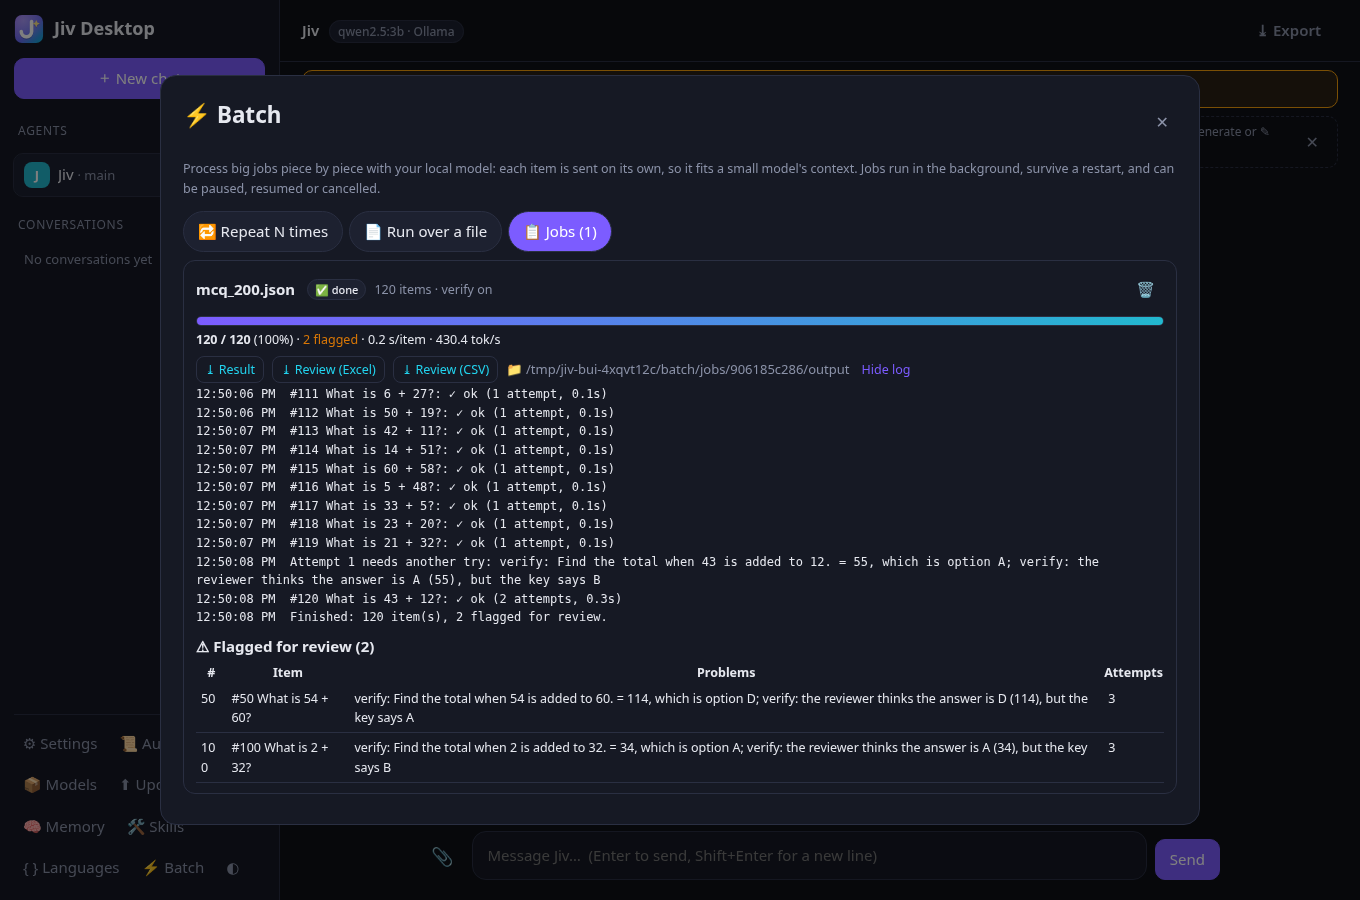 Jiv Desktop
Jiv
qwen2.5:3b · Ollama
⤓ Export
+ New
⚡ Batch
×
AGENTS
enerate or ✎
✕
J
Jiv · main
Process big jobs piece by piece with your local model: each item is sent on its own, so it fits a small model's context. Jobs run in the background, survive a restart, and can
be paused, resumed or cancelled.
CONVERSATIONS
No conversations yet
🔁 Repeat N times
📄 Run over a file
📋 Jobs (1)
mcq_200.json
✅ done
120 items · verify on
🗑️
120 / 120 (100%) · 2 flagged · 0.2 s/item · 430.4 tok/s
⤓ Result
⤓ Review (Excel)
⤓ Review (CSV)
📁 /tmp/jiv-bui-4xqvt12c/batch/jobs/906185c286/output
Hide log
12:50:06 PM  #111 What is 6 + 27?: ✓ ok (1 attempt, 0.1s)
12:50:06 PM  #112 What is 50 + 19?: ✓ ok (1 attempt, 0.1s)
12:50:07 PM  #113 What is 42 + 11?: ✓ ok (1 attempt, 0.1s)
12:50:07 PM  #114 What is 14 + 51?: ✓ ok (1 attempt, 0.1s)
12:50:07 PM  #115 What is 60 + 58?: ✓ ok (1 attempt, 0.1s)
12:50:07 PM  #116 What is 5 + 48?: ✓ ok (1 attempt, 0.1s)
12:50:07 PM  #117 What is 33 + 5?: ✓ ok (1 attempt, 0.1s)
12:50:07 PM  #118 What is 23 + 20?: ✓ ok (1 attempt, 0.1s)
12:50:07 PM  #119 What is 21 + 32?: ✓ ok (1 attempt, 0.1s)
12:50:08 PM  Attempt 1 needs another try: verify: Find the total when 43 is added to 12. = 55, which is option A; verify: the
reviewer thinks the answer is A (55), but the key says B
12:50:08 PM  #120 What is 43 + 12?: ✓ ok (2 attempts, 0.3s)
12:50:08 PM  Finished: 120 item(s), 2 flagged for review.
⚠ Flagged for review (2)
# Item Problems Attempts
50 #50 What is 54 + 60? verify: Find the total when 54 is added to 60. = 114, which is option D; verify: the reviewer thinks the answer is D (114), but the key says A 3
100 #100 What is 2 + 32? verify: Find the total when 2 is added to 32. = 34, which is option A; verify: the reviewer thinks the answer is A (34), but the key says B 3
⚙ Settings
📜 Au
📦 Models
⬆ Upd
🧠 Memory
🛠️ Skills
{ } Languages
⚡ Batch
◐
📎
Message Jiv… (Enter to send, Shift+Enter for a new line)
Send